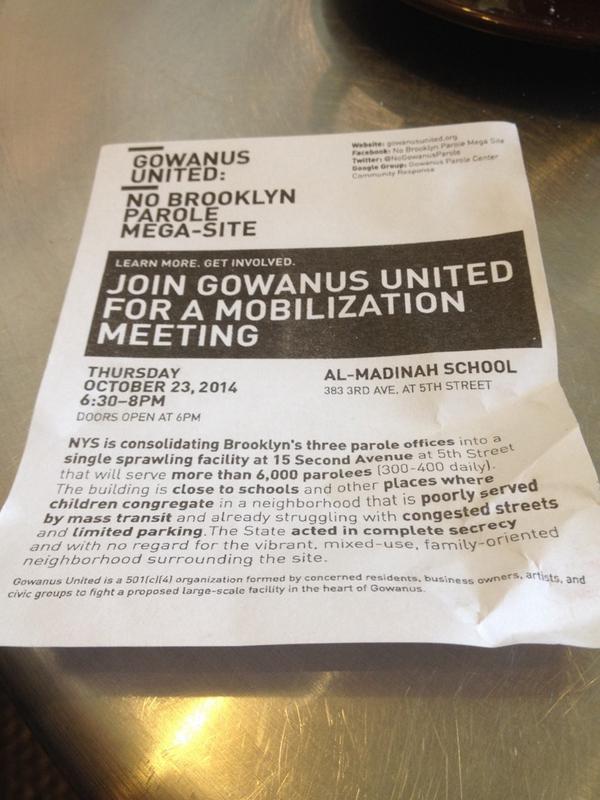 GOWANUS
UNITED:
NO BROOKLYN
PAROLE
MEGA-SITE
Website: gowanusunited.org
Facebook: No Brooklyn Parole Mega Site
Twitter: @NoGowanusParole
Google Group: Gowanus Parole Center
Community Response
LEARN MORE. GET INVOLVED.
JOIN GOWANUS UNITED
FOR A MOBILIZATION
MEETING
THURSDAY
OCTOBER 23, 2014
6:30–8PM
DOORS OPEN AT 6PM
AL-MADINAH SCHOOL
383 3RD AVE. AT 5TH STREET
NYS is consolidating Brooklyn's three parole offices into a
single sprawling facility at 15 Second Avenue at 5th Street
that will serve more than 6,000 parolees (300-400 daily).
The building is close to schools and other places where
children congregate in a neighborhood that is poorly served
by mass transit and already struggling with congested streets
and limited parking. The State acted in complete secrecy
and with no regard for the vibrant, mixed-use, family-oriented
neighborhood surrounding the site.
Gowanus United is a 501(c)(4) organization formed by concerned residents, business owners, artists, and
civic groups to fight a proposed large-scale facility in the heart of Gowanus.